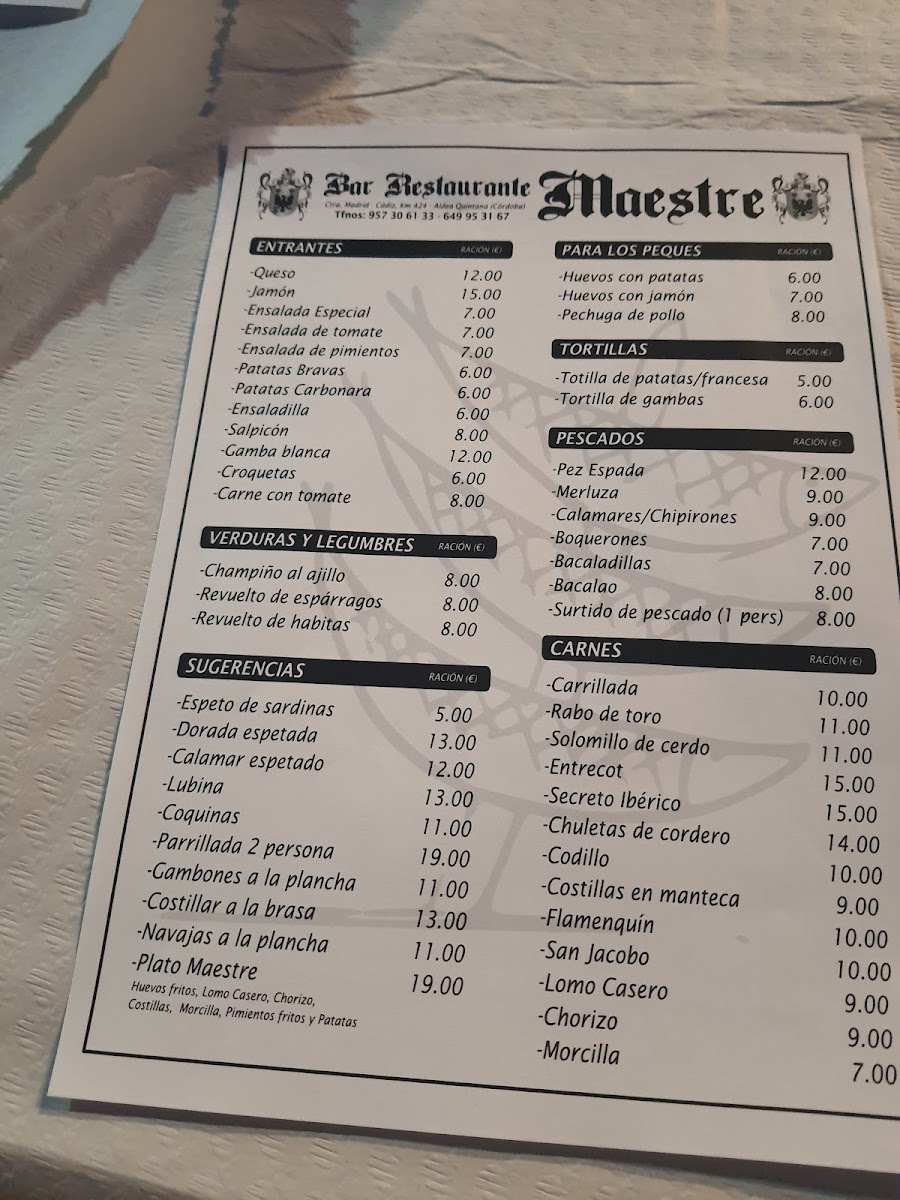 Bar Restaurante Maestre
Ctra. Madrid - Cádiz, Km 424 - Aldea Quintana (Córdoba)
Tfnos: 957 30 61 33 - 649 95 31 67
ENTRANTES RACIÓN (€)
-Queso 12.00
-Jamón 15.00
-Ensalada Especial 7.00
-Ensalada de tomate 7.00
-Ensalada de pimientos 7.00
-Patatas Bravas 6.00
-Patatas Carbonara 6.00
-Ensaladilla 6.00
-Salpicón 8.00
-Gamba blanca 12.00
-Croquetas 6.00
-Carne con tomate 8.00
VERDURAS Y LEGUMBRES RACIÓN (€)
-Champiño al ajillo 8.00
-Revuelto de espárragos 8.00
-Revuelto de habitas 8.00
SUGERENCIAS RACIÓN (€)
-Espeto de sardinas 5.00
-Dorada espetada 13.00
-Calamar espetado 12.00
-Lubina 13.00
-Coquinas 11.00
-Parrillada 2 persona 19.00
-Gambones a la plancha 11.00
-Costillar a la brasa 13.00
-Navajas a la plancha 11.00
-Plato Maestre 19.00
Huevos fritos, Lomo Casero, Chorizo,
Costillas, Morcilla, Pimientos fritos y Patatas
PARA LOS PEQUES RACIÓN (€)
-Huevos con patatas 6.00
-Huevos con jamón 7.00
-Pechuga de pollo 8.00
TORTILLAS RACIÓN (€)
-Totilla de patatas/francesa 5.00
-Tortilla de gambas 6.00
PESCADOS RACIÓN (€)
-Pez Espada 12.00
-Merluza 9.00
-Calamares/Chipirones 9.00
-Boquerones 7.00
-Bacaladillas 7.00
-Bacalao 8.00
-Surtido de pescado (1 pers) 8.00
CARNES RACIÓN (€)
-Carrillada 10.00
-Rabo de toro 11.00
-Solomillo de cerdo 11.00
-Entrecot 15.00
-Secreto Ibérico 15.00
-Chuletas de cordero 14.00
-Codillo 10.00
-Costillas en manteca 9.00
-Flamenquín 10.00
-San Jacobo 10.00
-Lomo Casero 9.00
-Chorizo 9.00
-Morcilla 7.00